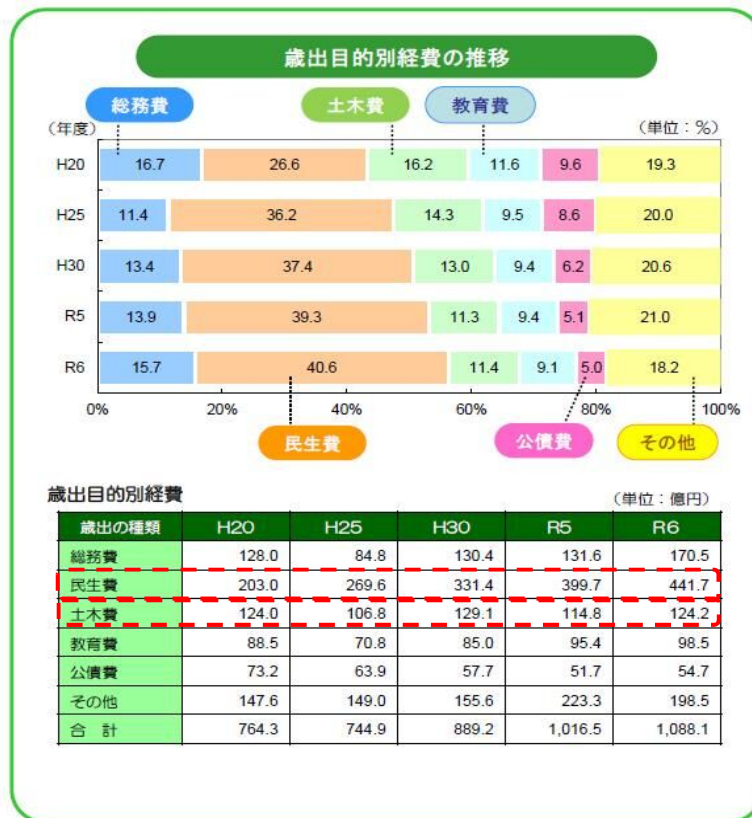 歳出目的別経費の推移
総務費 土木費 教育費
（年度） （単位：％）
H20 16.7 26.6 16.2 11.6 9.6 19.3
H25 11.4 36.2 14.3 9.5 8.6 20.0
H30 13.4 37.4 13.0 9.4 6.2 20.6
R5 13.9 39.3 11.3 9.4 5.1 21.0
R6 15.7 40.6 11.4 9.1 5.0 18.2
0% 20% 40% 60% 80% 100%
民生費 公債費 その他
歳出目的別経費 （単位：億円）
歳出の種類 H20 H25 H30 R5 R6
総務費 128.0 84.8 130.4 131.6 170.5
民生費 203.0 269.6 331.4 399.7 441.7
土木費 124.0 106.8 129.1 114.8 124.2
教育費 88.5 70.8 85.0 95.4 98.5
公債費 73.2 63.9 57.7 51.7 54.7
その他 147.6 149.0 155.6 223.3 198.5
合　計 764.3 744.9 889.2 1,016.5 1,088.1